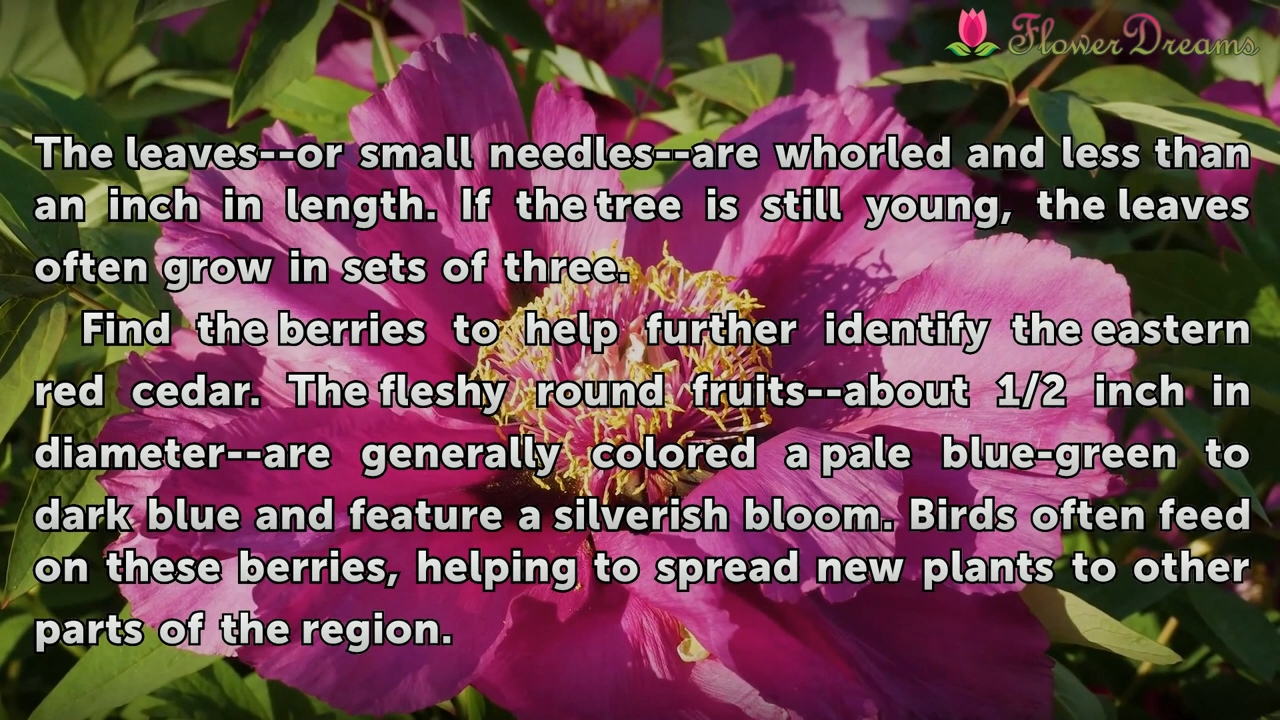 FlowerDreams
The leaves--or small needles--are whorled and less than
an inch in length. If the tree is still young, the leaves
often grow in sets of three.
Find the berries to help further identify the eastern
red cedar. The fleshy round fruits--about 1/2 inch in
diameter--are generally colored a pale blue-green to
dark blue and feature a silverish bloom. Birds often feed
on these berries, helping to spread new plants to other
parts of the region.